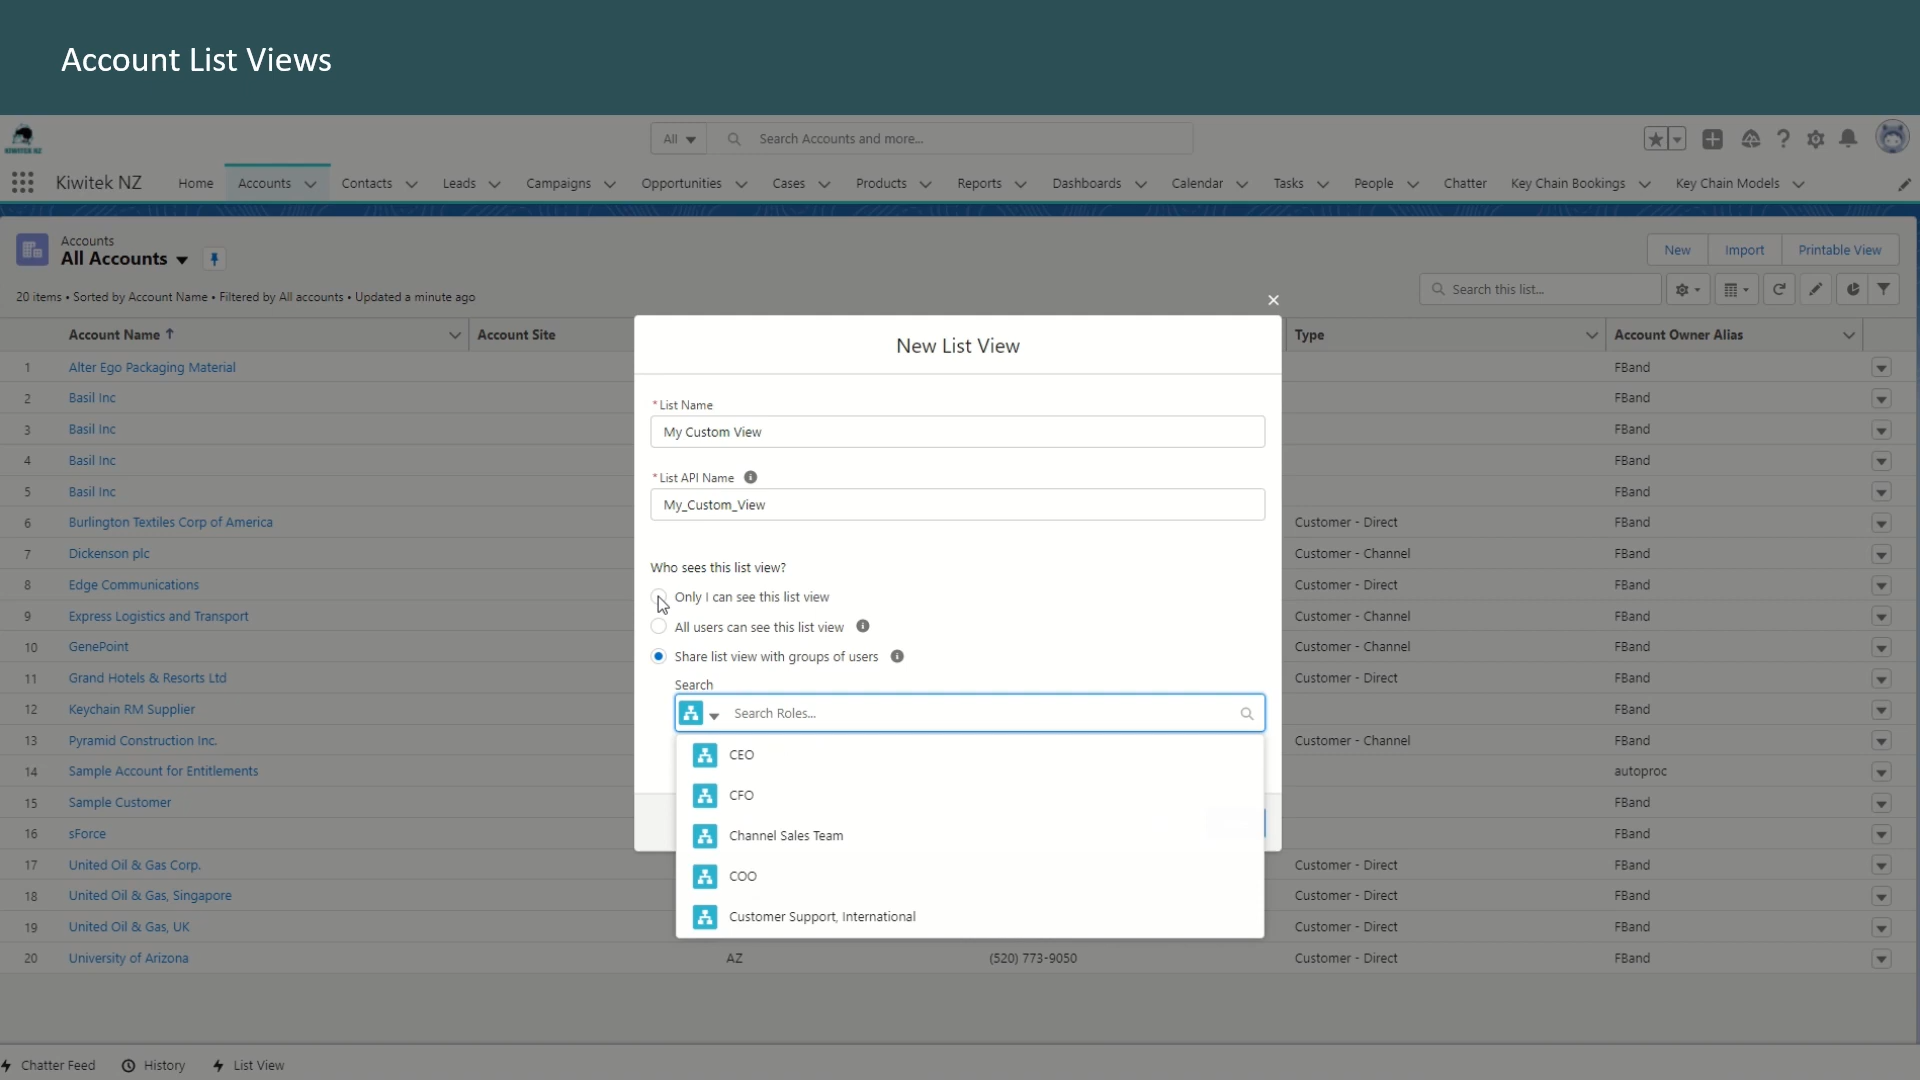 Account List Views
KIWITEK NZ
All
Search Accounts and more...
Kiwitek NZ Home Accounts Contacts Leads Campaigns Opportunities Cases Products Reports Dashboards Calendar Tasks People Chatter Key Chain Bookings Key Chain Models
Accounts
All Accounts
New Import Printable View
20 items • Sorted by Account Name • Filtered by All accounts • Updated a minute ago
Search this list...
Account Name ↑ Account Site Type Account Owner Alias
1 Alter Ego Packaging Material FBand
2 Basil Inc FBand
3 Basil Inc FBand
4 Basil Inc FBand
5 Basil Inc FBand
6 Burlington Textiles Corp of America Customer - Direct FBand
7 Dickenson plc Customer - Channel FBand
8 Edge Communications Customer - Direct FBand
9 Express Logistics and Transport Customer - Channel FBand
10 GenePoint Customer - Channel FBand
11 Grand Hotels & Resorts Ltd Customer - Direct FBand
12 Keychain RM Supplier FBand
13 Pyramid Construction Inc. Customer - Channel FBand
14 Sample Account for Entitlements autoproc
15 Sample Customer FBand
16 sForce FBand
17 United Oil & Gas Corp. Customer - Direct FBand
18 United Oil & Gas, Singapore Customer - Direct FBand
19 United Oil & Gas, UK Customer - Direct FBand
20 University of Arizona AZ (520) 773-9050 Customer - Direct FBand
New List View
* List Name
My Custom View
* List API Name
My_Custom_View
Who sees this list view?
Only I can see this list view
All users can see this list view
Share list view with groups of users
Search
Search Roles...
CEO
CFO
Channel Sales Team
COO
Customer Support, International
Chatter Feed History List View